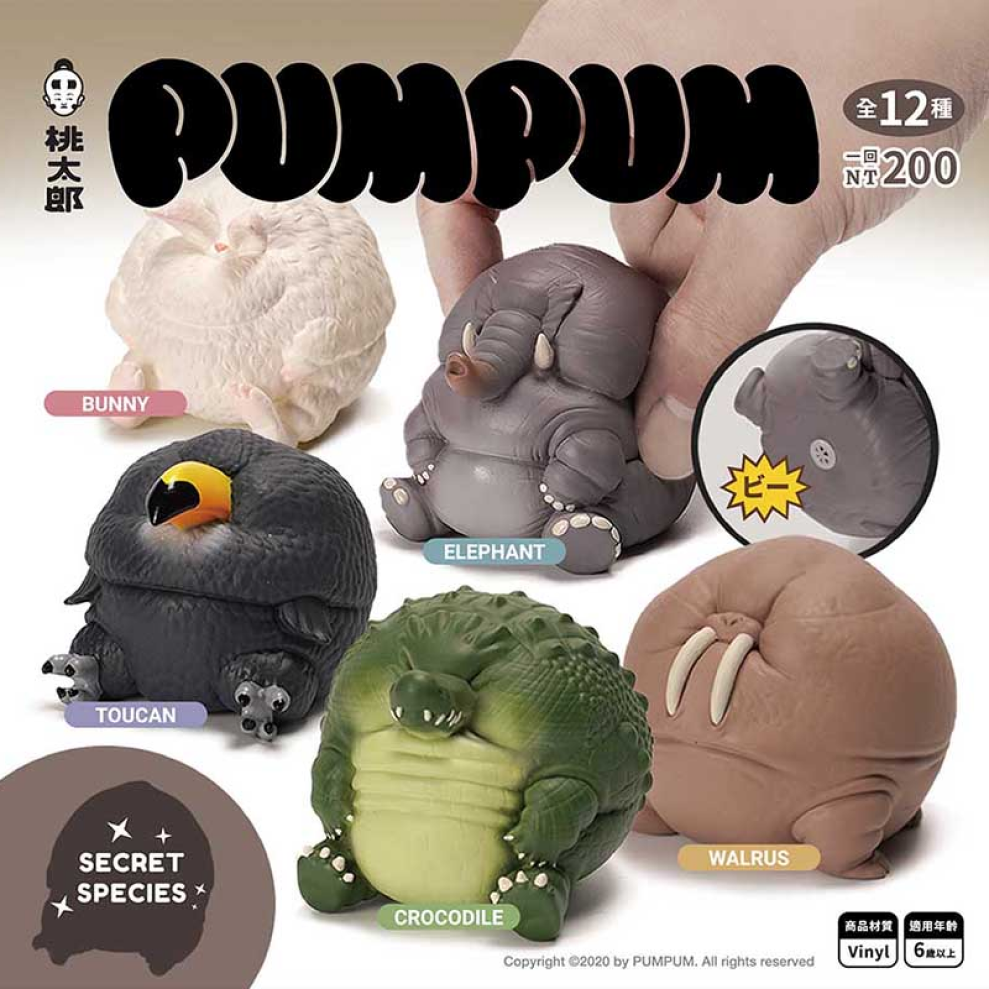 桃太郎
PUMPUM
全12種
一回
NT200
BUNNY
ELEPHANT
ビー
TOUCAN
SECRET
SPECIES
WALRUS
CROCODILE
商品材質
Vinyl
適用年齡
6歲以上
Copyright ©2020 by PUMPUM. All rights reserved